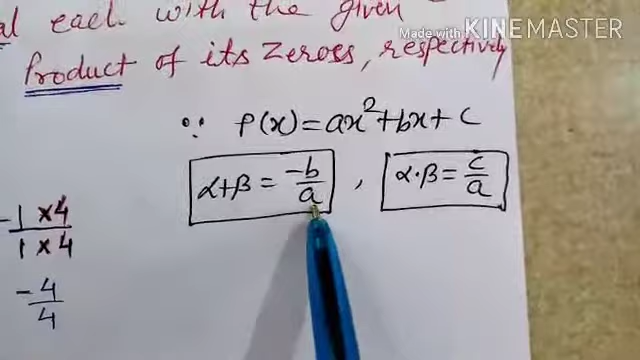 al each with the given
Made with KINEMASTER
Product of its zeroes, respectively
∵ P(x) = ax² + bx + c
α+β = -b/a , α·β = c/a
-1 × 4 / 1 × 4
-4/4